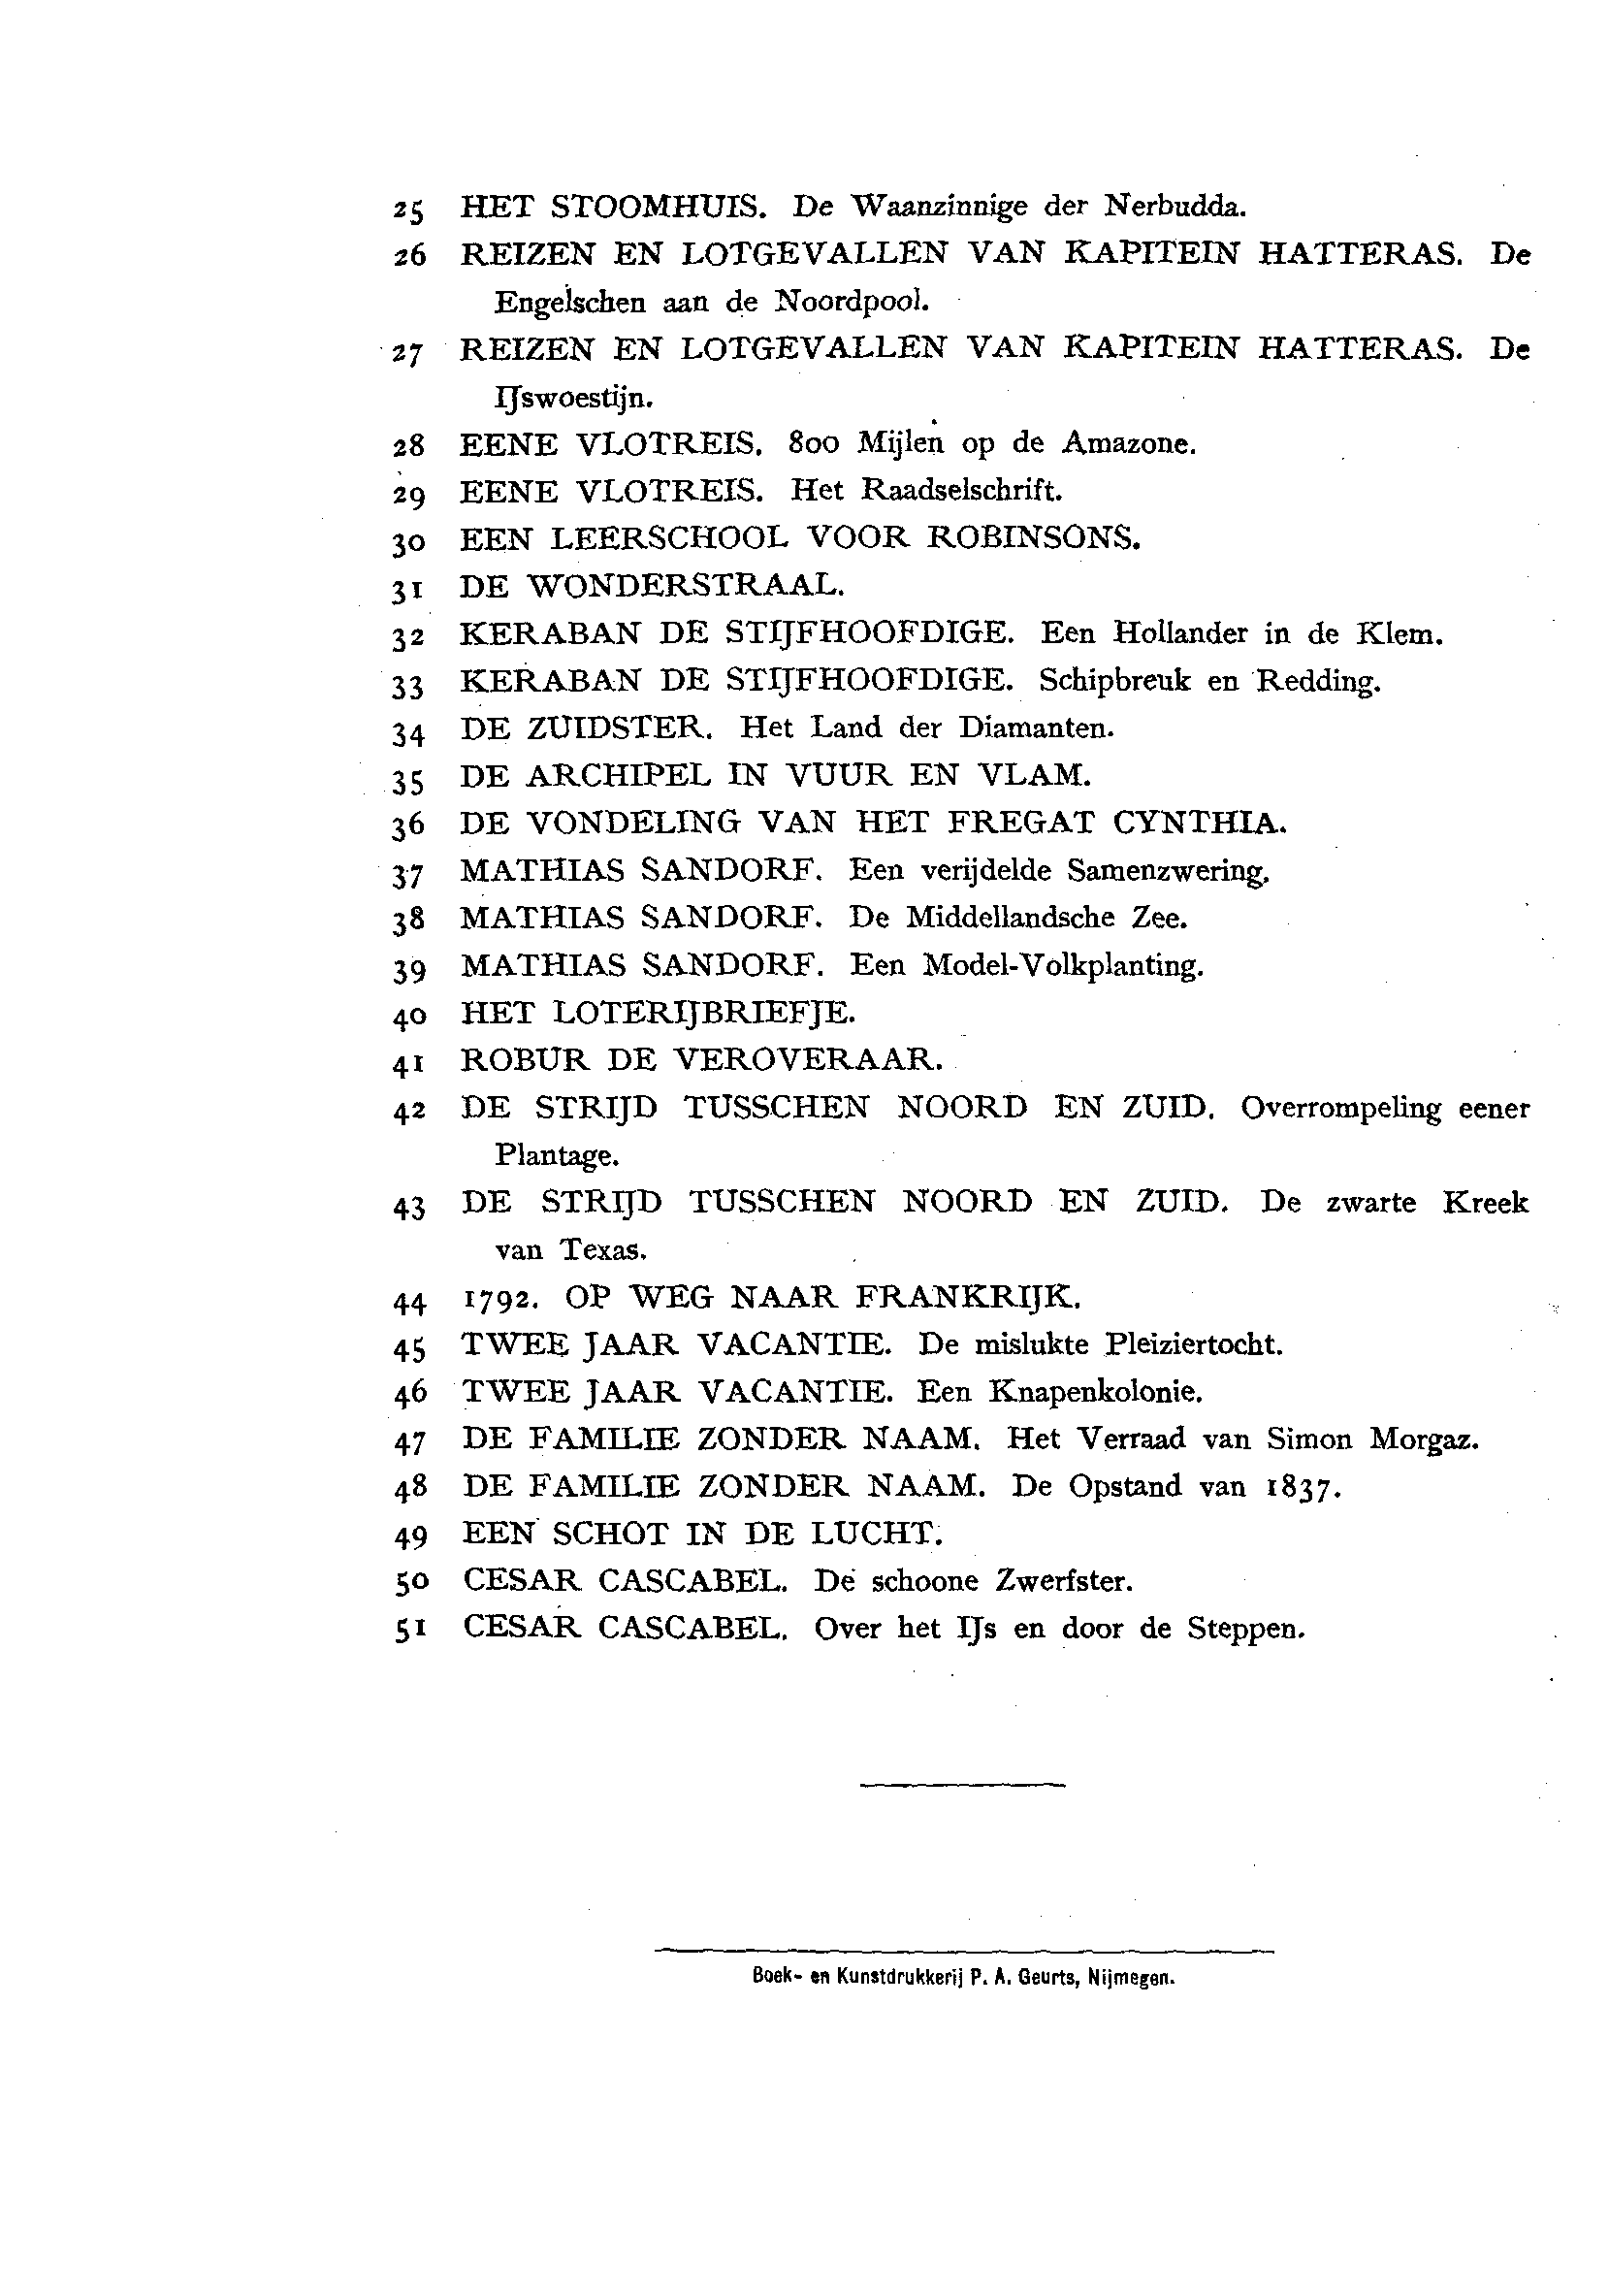 25 HET STOOMHUIS. De Waanzinnige der Nerbudda.
26 REIZEN EN LOTGEVALLEN VAN KAPITEIN HATTERAS. De
Engelschen aan de Noordpool.
27 REIZEN EN LOTGEVALLEN VAN KAPITEIN HATTERAS. De
IJswoestijn.
28 EENE VLOTREIS. 800 Mijlen op de Amazone.
29 EENE VLOTREIS. Het Raadselschrift.
30 EEN LEERSCHOOL VOOR ROBINSONS.
31 DE WONDERSTRAAL.
32 KERABAN DE STIJFHOOFDIGE. Een Hollander in de Klem.
33 KERABAN DE STIJFHOOFDIGE. Schipbreuk en Redding.
34 DE ZUIDSTER. Het Land der Diamanten.
35 DE ARCHIPEL IN VUUR EN VLAM.
36 DE VONDELING VAN HET FREGAT CYNTHIA.
37 MATHIAS SANDORF. Een verijdelde Samenzwering.
38 MATHIAS SANDORF. De Middellandsche Zee.
39 MATHIAS SANDORF. Een Model-Volkplanting.
40 HET LOTERIJBRIEFJE.
41 ROBUR DE VEROVERAAR.
42 DE STRIJD TUSSCHEN NOORD EN ZUID. Overrompeling eener
Plantage.
43 DE STRIJD TUSSCHEN NOORD EN ZUID. De zwarte Kreek
van Texas.
44 1792. OP WEG NAAR FRANKRIJK.
45 TWEE JAAR VACANTIE. De mislukte Pleiziertocht.
46 TWEE JAAR VACANTIE. Een Knapenkolonie.
47 DE FAMILIE ZONDER NAAM. Het Verraad van Simon Morgaz.
48 DE FAMILIE ZONDER NAAM. De Opstand van 1837.
49 EEN SCHOT IN DE LUCHT.
50 CESAR CASCABEL. De schoone Zwerfster.
51 CESAR CASCABEL. Over het IJs en door de Steppen.
Boek- en Kunstdrukkerij P. A. Geurts, Nijmegen.